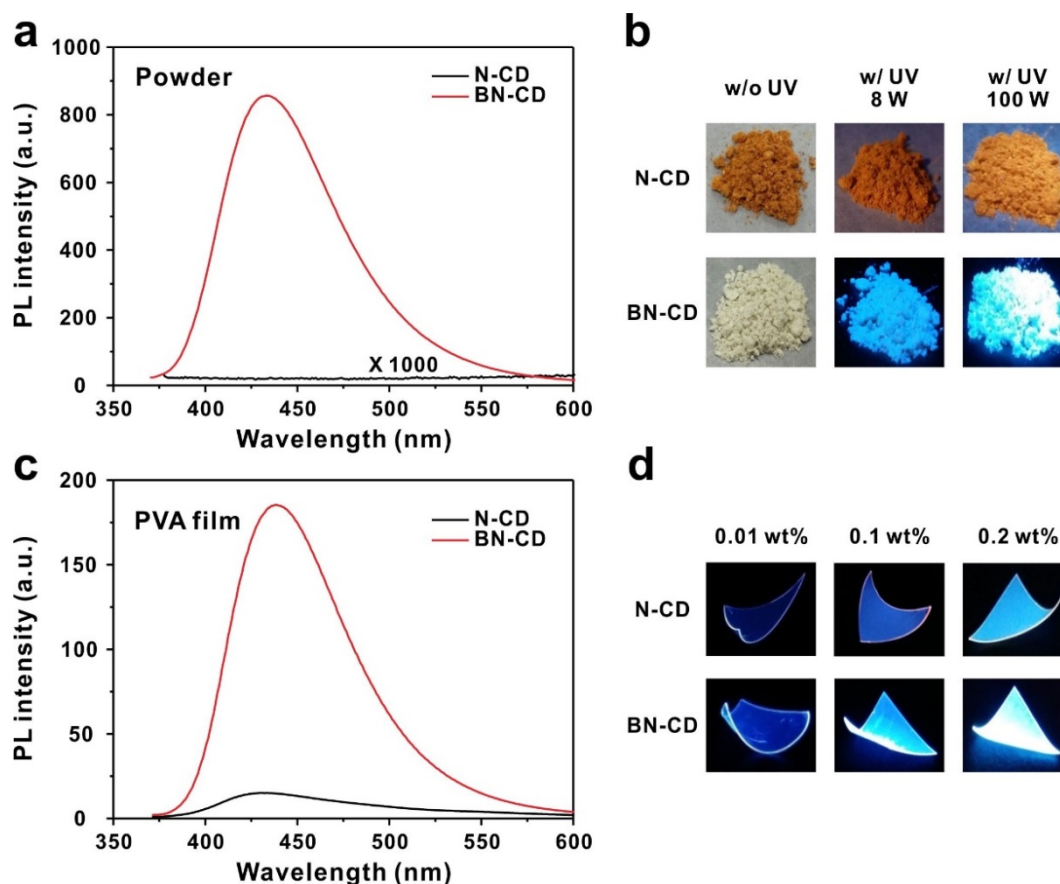 a
Powder
N-CD
BN-CD
X 1000
PL intensity (a.u.)
1000
800
600
400
200
0
350 400 450 500 550 600
Wavelength (nm)
b
w/o UV
w/ UV
8 W
w/ UV
100 W
N-CD
BN-CD
c
PVA film
N-CD
BN-CD
PL intensity (a.u.)
200
150
100
50
0
350 400 450 500 550 600
Wavelength (nm)
d
0.01 wt% 0.1 wt% 0.2 wt%
N-CD
BN-CD